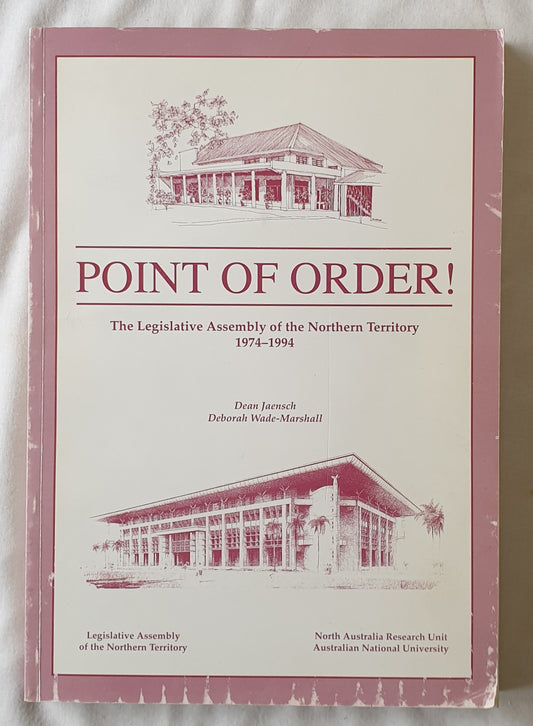 POINT OF ORDER!
The Legislative Assembly of the Northern Territory
1974–1994
Dean Jaensch
Deborah Wade-Marshall
Legislative Assembly
of the Northern Territory
North Australia Research Unit
Australian National University